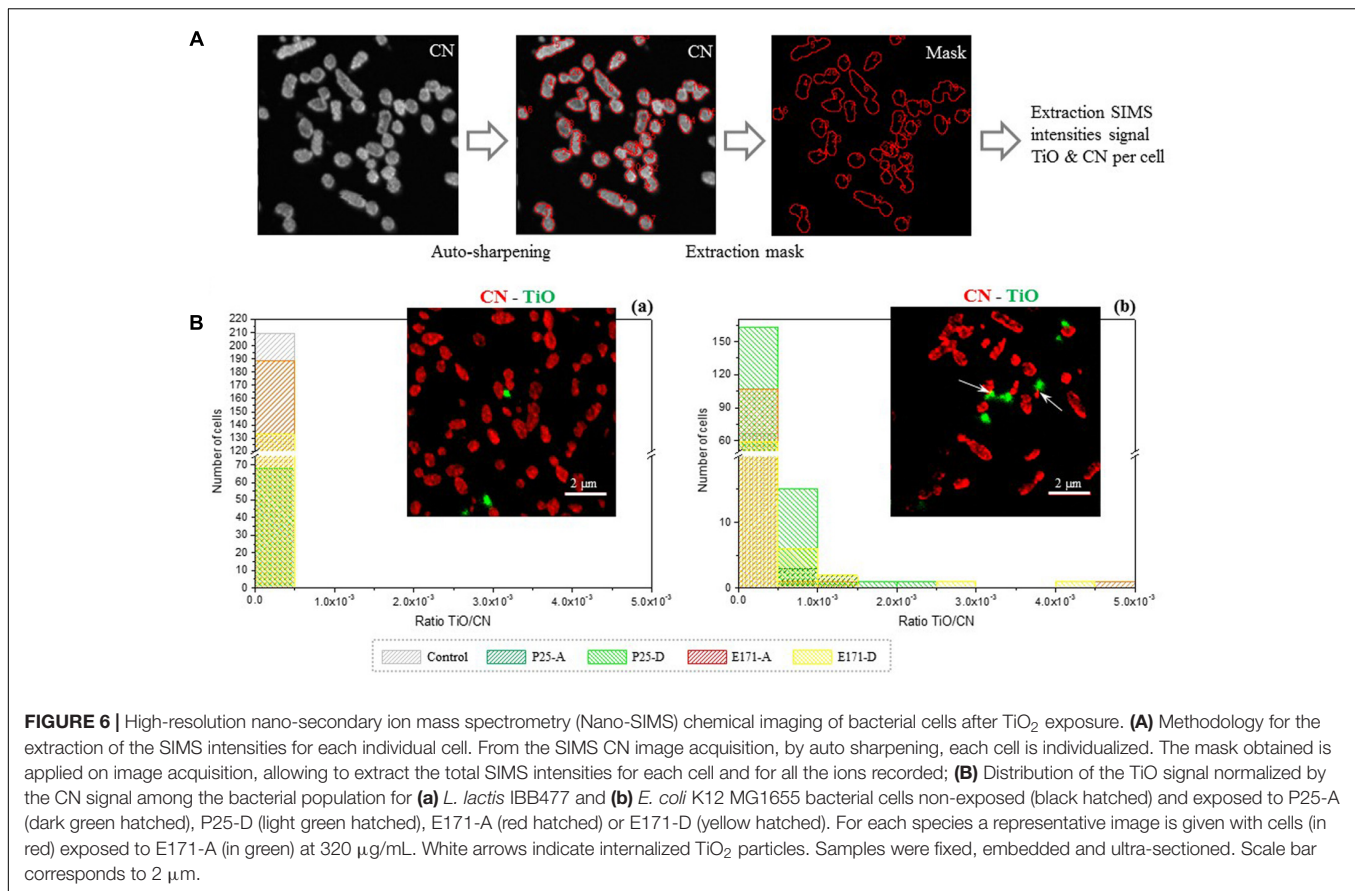 A
CN
CN
Mask
Extraction SIMS
intensities signal
TiO & CN per cell
Auto-sharpening
Extraction mask
B
CN - TiO
(a)
220
210
200
190
180
170
160
150
140
130
120
70
60
50
40
30
20
10
0
Number of cells
2 µm
0.0
1.0x10⁻³
2.0x10⁻³
3.0x10⁻³
4.0x10⁻³
5.0x10⁻³
Ratio TiO/CN
CN - TiO
(b)
150
120
90
60
10
0
Number of cells
2 µm
0.0
1.0x10⁻³
2.0x10⁻³
3.0x10⁻³
4.0x10⁻³
5.0x10⁻³
Ratio TiO/CN
Control P25-A P25-D E171-A E171-D
FIGURE 6 | High-resolution nano-secondary ion mass spectrometry (Nano-SIMS) chemical imaging of bacterial cells after TiO₂ exposure. (A) Methodology for the
extraction of the SIMS intensities for each individual cell. From the SIMS CN image acquisition, by auto sharpening, each cell is individualized. The mask obtained is
applied on image acquisition, allowing to extract the total SIMS intensities for each cell and for all the ions recorded; (B) Distribution of the TiO signal normalized by
the CN signal among the bacterial population for (a) L. lactis IBB477 and (b) E. coli K12 MG1655 bacterial cells non-exposed (black hatched) and exposed to P25-A
(dark green hatched), P25-D (light green hatched), E171-A (red hatched) or E171-D (yellow hatched). For each species a representative image is given with cells (in
red) exposed to E171-A (in green) at 320 µg/mL. White arrows indicate internalized TiO₂ particles. Samples were fixed, embedded and ultra-sectioned. Scale bar
corresponds to 2 µm.